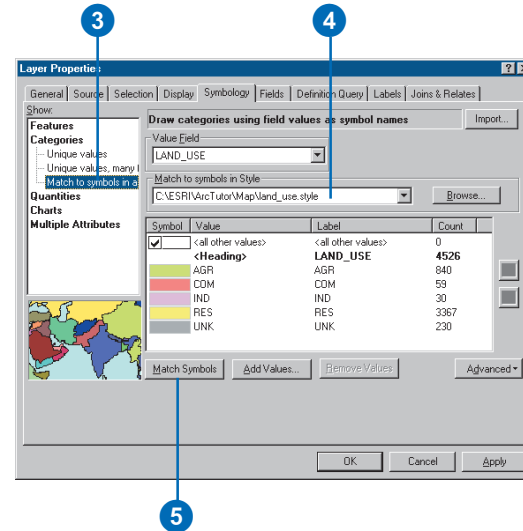 3
4
Layer Properties
General Source Selection Display Symbology Fields Definition Query Labels Joins & Relates
Show:
Features
Categories
Unique values
Unique values, many
Match to symbols in a
Quantities
Charts
Multiple Attributes
Draw categories using field values as symbol names
Import...
Value Field
LAND_USE
Match to symbols in Style
C:\ESRI\ArcTutor\Map\land_use.style
Browse...
Symbol Value Label Count
<all other values> <all other values> 0
<Heading> LAND_USE 4526
AGR AGR 840
COM COM 59
IND IND 30
RES RES 3367
UNK UNK 230
Match Symbols Add Values... Remove Values Advanced
OK Cancel Apply
5